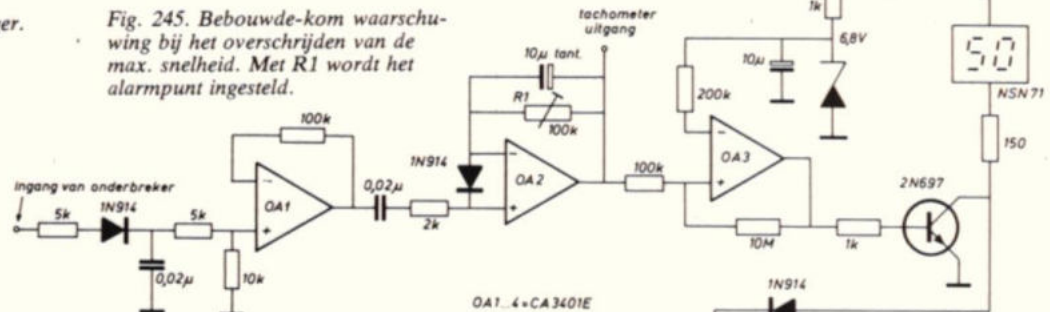 er.
Fig. 245. Bebouwde-kom waarschu-
wing bij het overschrijden van de
max. snelheid. Met R1 wordt het
alarmpunt ingesteld.
tachometer
uitgang
1k
6,8V
10µ tant.
10µ
50
NSN 71
R1
100k
200k
150
100k
1N914
OA3
Ingang van onderbreker
OA2
100k
2N697
0,02µ
5k
1N914
5k
OA1
2k
10M
1k
0,02µ
10k
1N914
OA1...4=CA3401E